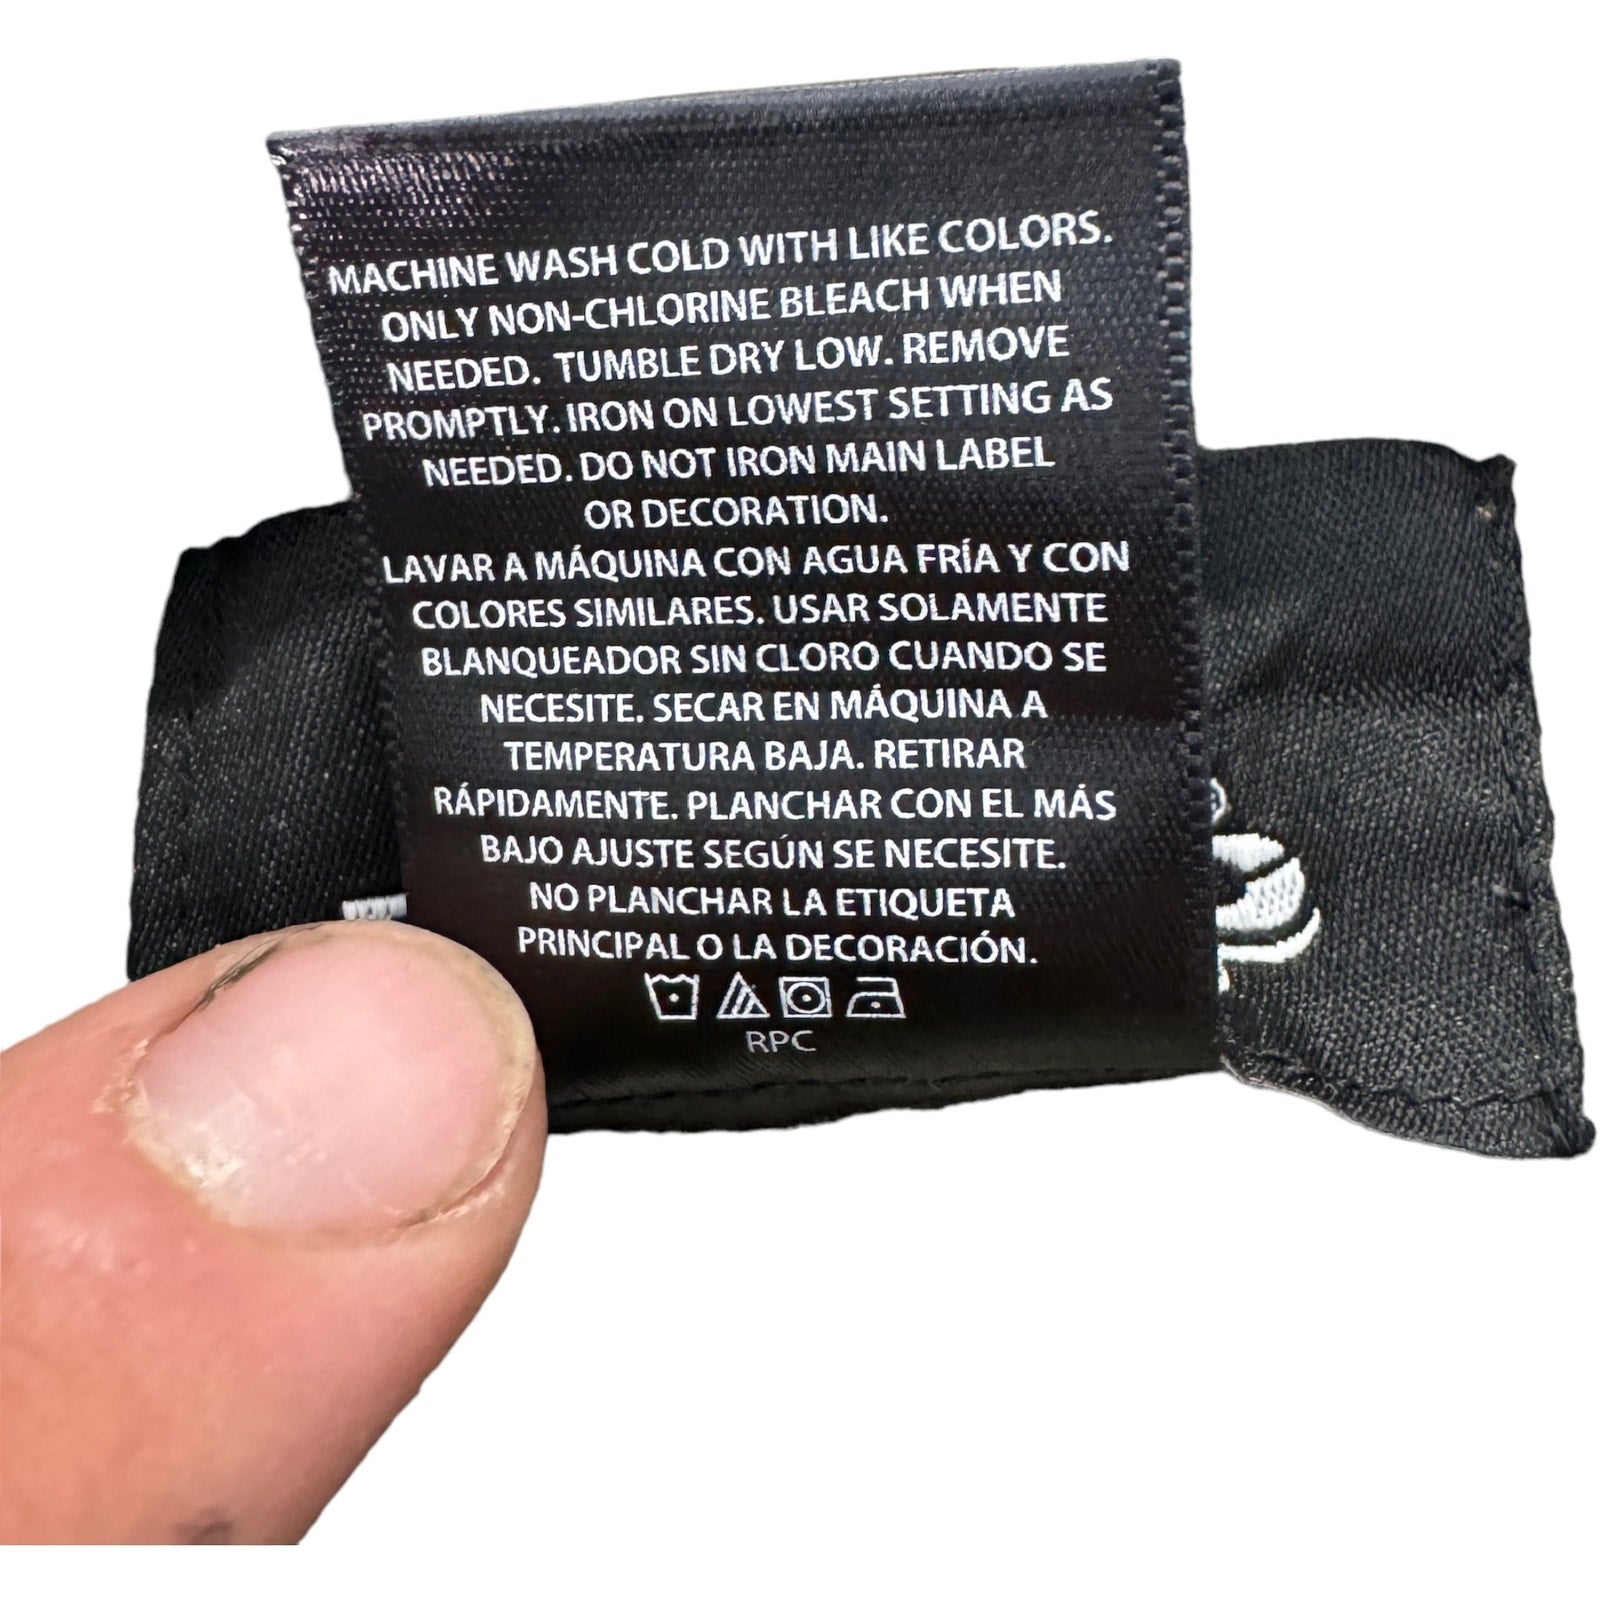 MACHINE WASH COLD WITH LIKE COLORS.
ONLY NON-CHLORINE BLEACH WHEN
NEEDED. TUMBLE DRY LOW. REMOVE
PROMPTLY. IRON ON LOWEST SETTING AS
NEEDED. DO NOT IRON MAIN LABEL
OR DECORATION.
LAVAR A MÁQUINA CON AGUA FRÍA Y CON
COLORES SIMILARES. USAR SOLAMENTE
BLANQUEADOR SIN CLORO CUANDO SE
NECESITE. SECAR EN MÁQUINA A
TEMPERATURA BAJA. RETIRAR
RÁPIDAMENTE. PLANCHAR CON EL MÁS
BAJO AJUSTE SEGÚN SE NECESITE.
NO PLANCHAR LA ETIQUETA
PRINCIPAL O LA DECORACIÓN.
RPC